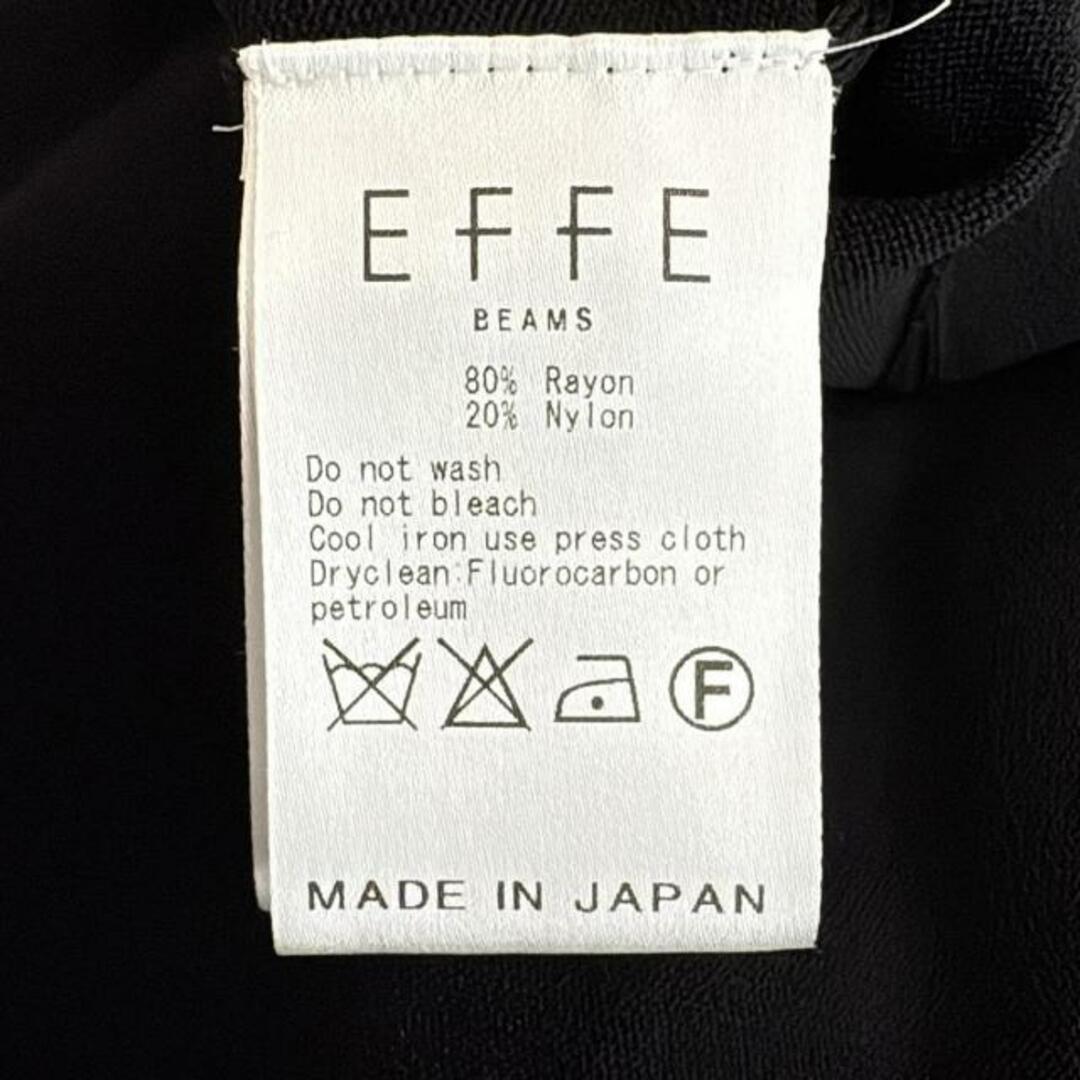 EFFE
BEAMS
80% Rayon
20% Nylon
Do not wash
Do not bleach
Cool iron use press cloth
Dryclean:Fluorocarbon or
petroleum
F
MADE IN JAPAN